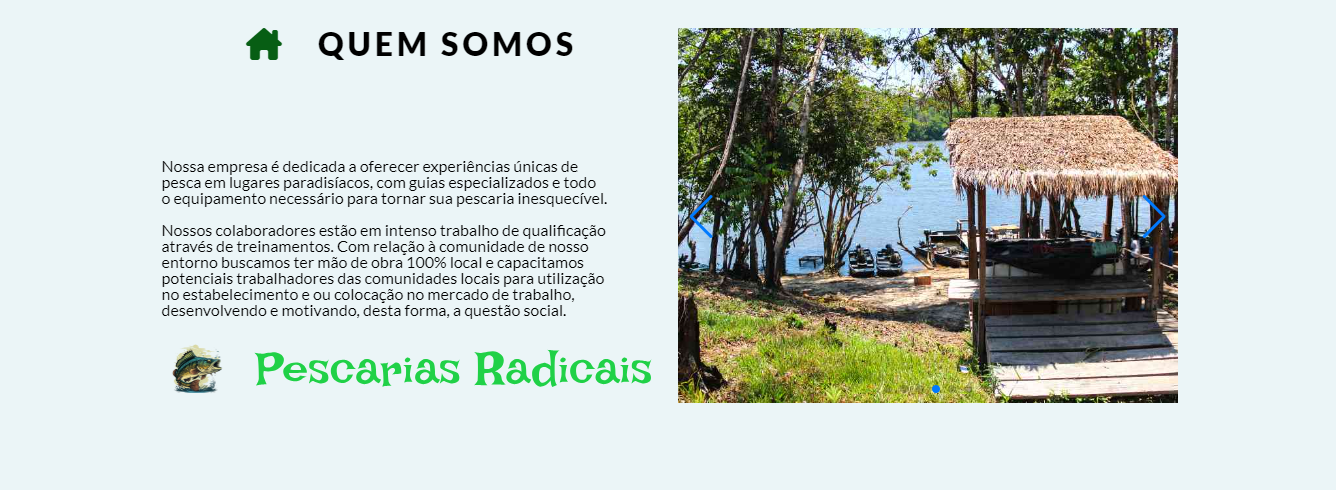 QUEM SOMOS
Nossa empresa é dedicada a oferecer experiências únicas de
pesca em lugares paradisíacos, com guias especializados e todo
o equipamento necessário para tornar sua pescaria inesquecível.
Nossos colaboradores estão em intenso trabalho de qualificação
através de treinamentos. Com relação à comunidade de nosso
entorno buscamos ter mão de obra 100% local e capacitamos
potenciais trabalhadores das comunidades locais para utilização
no estabelecimento e ou colocação no mercado de trabalho,
desenvolvendo e motivando, desta forma, a questão social.
Pescarias Radicais